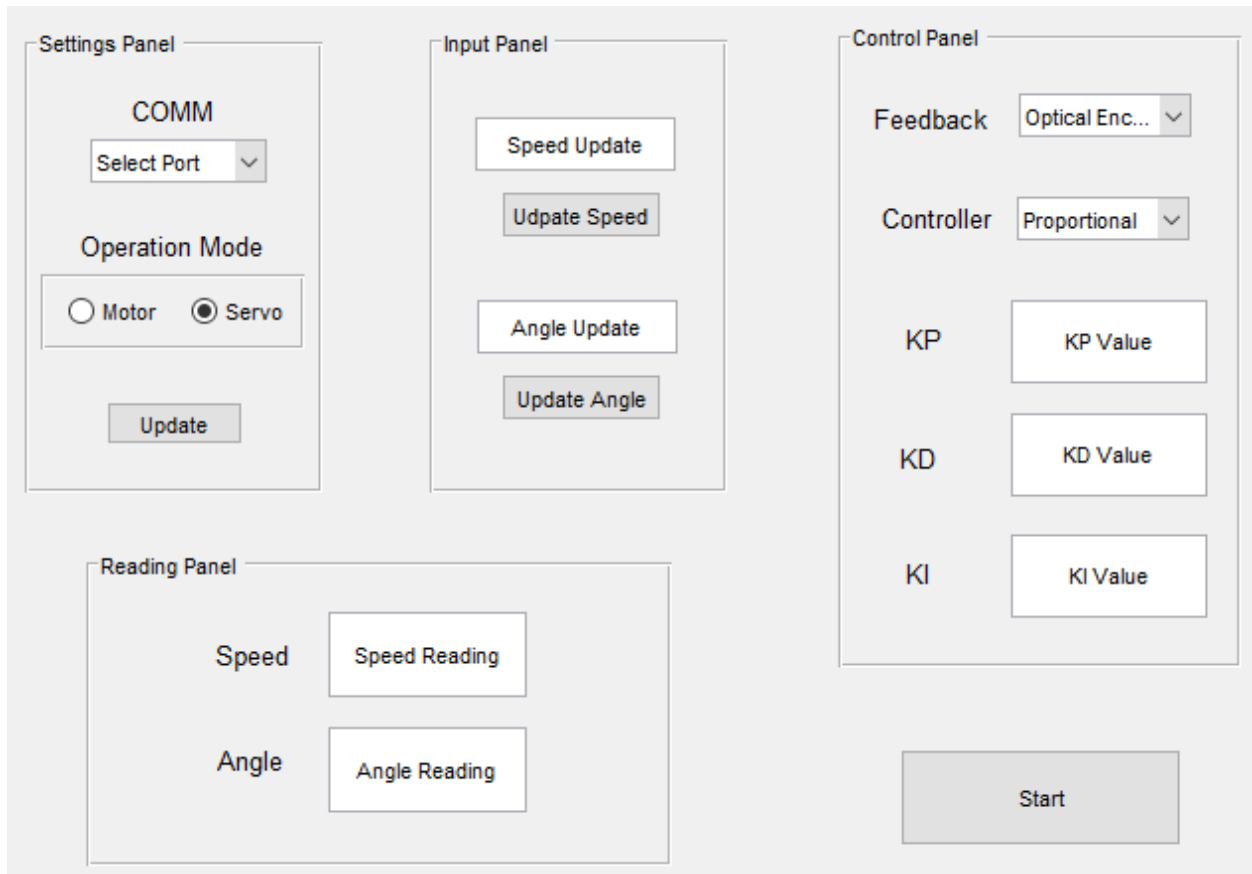 Settings Panel
COMM
Select Port
Operation Mode
Motor
Servo
Update
Input Panel
Speed Update
Udpate Speed
Angle Update
Update Angle
Control Panel
Feedback
Optical Enc...
Controller
Proportional
KP
KP Value
KD
KD Value
KI
KI Value
Reading Panel
Speed
Speed Reading
Angle
Angle Reading
Start